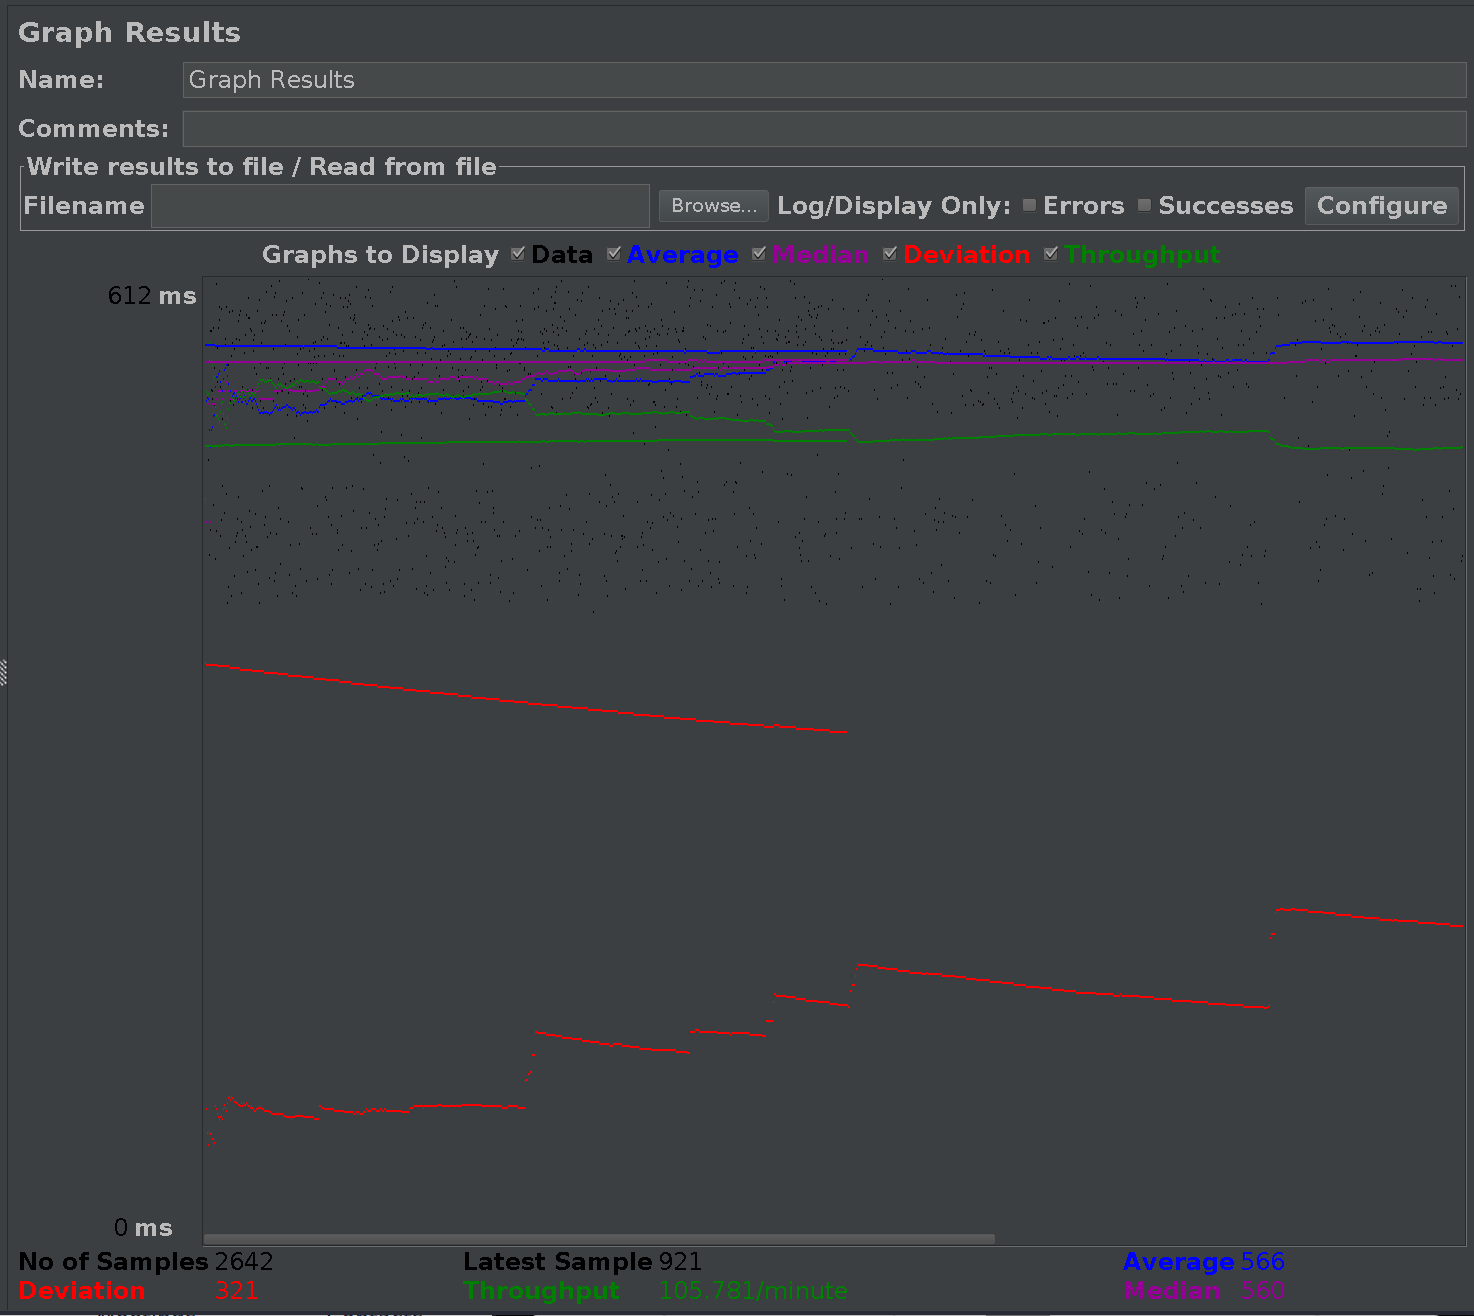 Graph Results
Name: Graph Results
Comments:
Write results to file / Read from file
Filename Browse... Log/Display Only: Errors Successes Configure
Graphs to Display Data Average Median Deviation Throughput
612 ms
0 ms
No of Samples 2642 Latest Sample 921 Average 566
Deviation 321 Throughput 105.781/minute Median 560